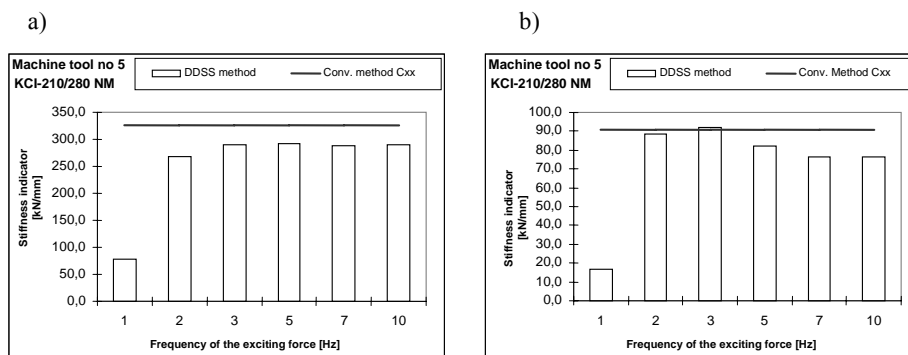 a)
Machine tool no 5
KCI-210/280 NM
DDSS method
Conv. method Cxx
Stiffness indicator
[kN/mm]
350,0
300,0
250,0
200,0
150,0
100,0
50,0
0,0
1 2 3 5 7 10
Frequency of the exciting force [Hz]
b)
Machine tool no 5
KCI-210/280 NM
DDSS method
Conv. Method Cxx
Stiffness indicator
[kN/mm]
100,0
90,0
80,0
70,0
60,0
50,0
40,0
30,0
20,0
10,0
0,0
1 2 3 5 7 10
Frequency of the exciting force [Hz]